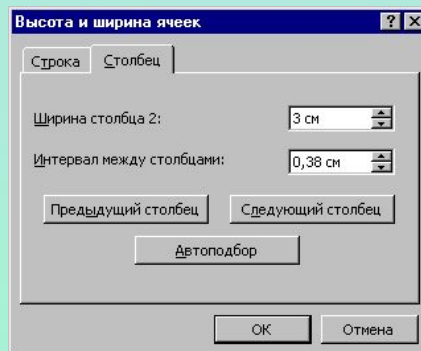 Высота и ширина ячеек
Строка Столбец
Ширина столбца 2: 3 см
Интервал между столбцами: 0,38 см
Предыдущий столбец Следующий столбец
Автоподбор
OK Отмена